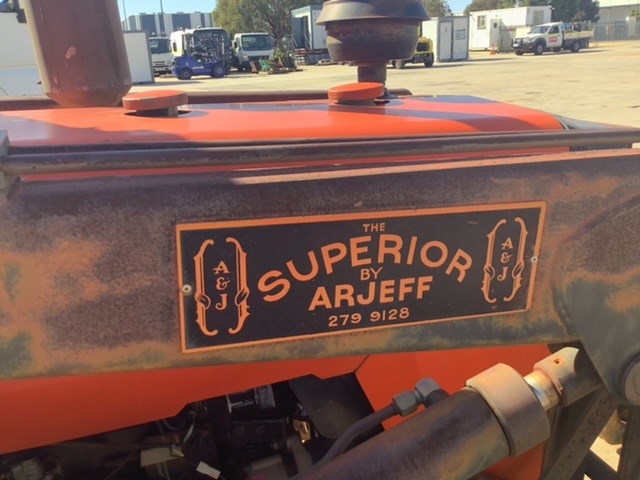 THE
SUPERIOR
BY
ARJEFF
279 9128
A & J
A & J